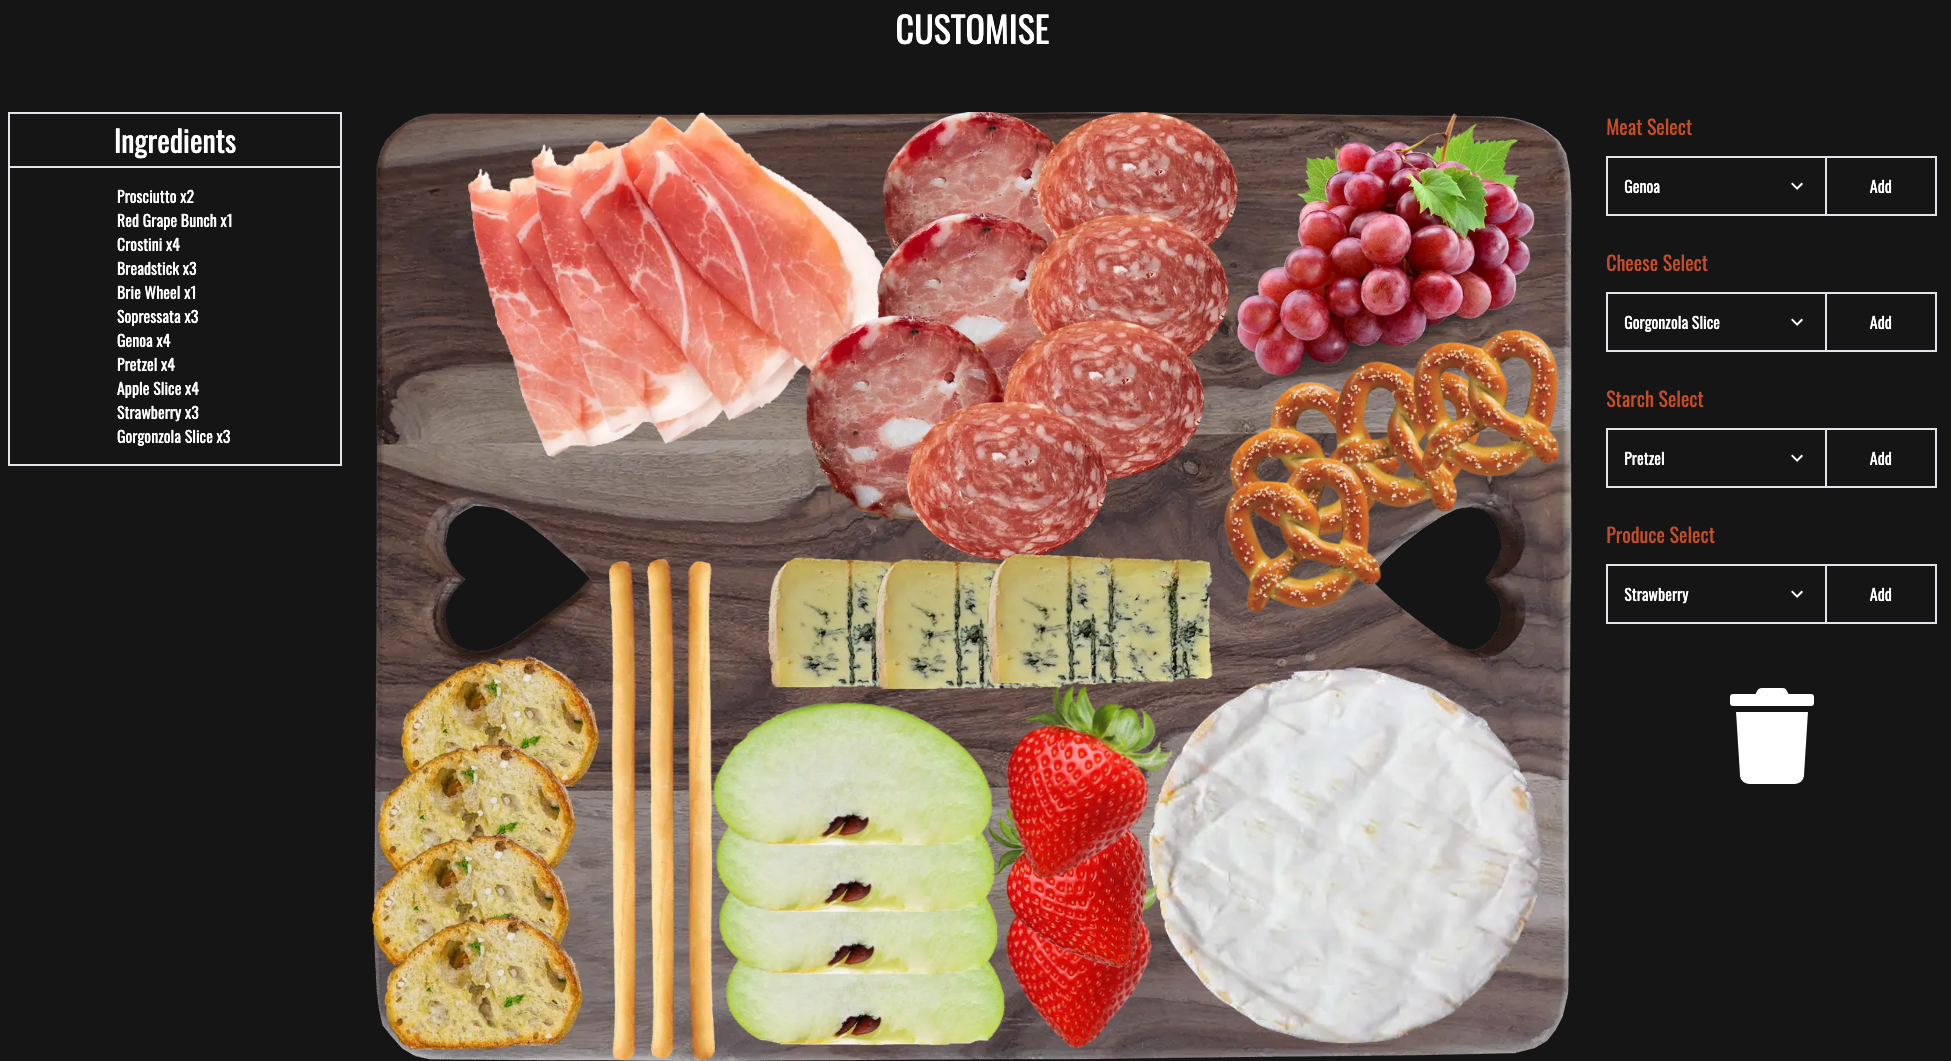 CUSTOMISE
Ingredients
Prosciutto x2
Red Grape Bunch x1
Crostini x4
Breadstick x3
Brie Wheel x1
Sopressata x3
Genoa x4
Pretzel x4
Apple Slice x4
Strawberry x3
Gorgonzola Slice x3
Meat Select
Genoa
Add
Cheese Select
Gorgonzola Slice
Add
Starch Select
Pretzel
Add
Produce Select
Strawberry
Add